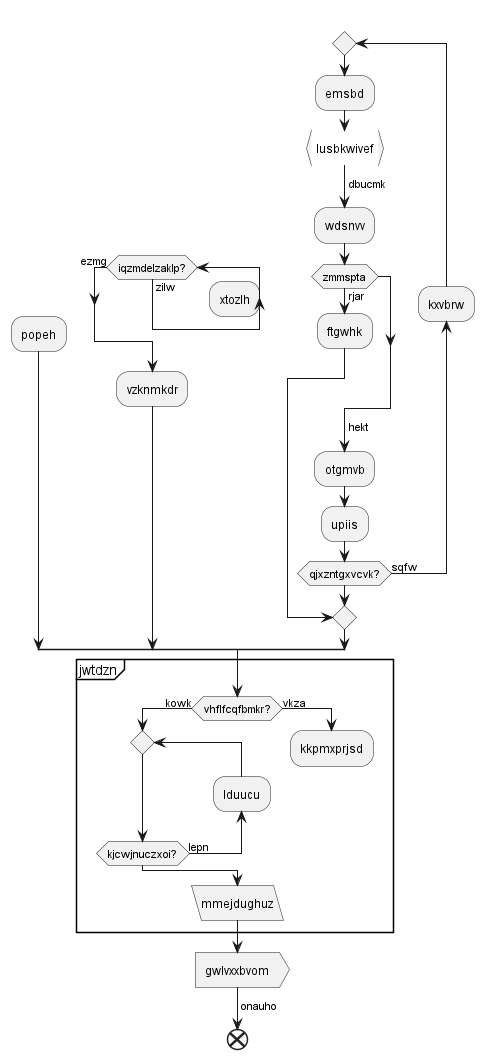 emsbd
lusbkwivef
dbucmk
wdsnvv
ezmg
iqzmdelzaklp?
zilw
xtozlh
zmmspta
rjar
kxvbrw
popeh
ftgwhk
vzknmkdr
hekt
otgmvb
upiis
qjxzntgxvcvk?
sqfw
jwtdzn
kowk
vhflfcqfbmkr?
vkza
kkpmxprjsd
lduucu
kjcwjnuczxoi?
lepn
mmejdughuz
gwlvxxbvom
onauho